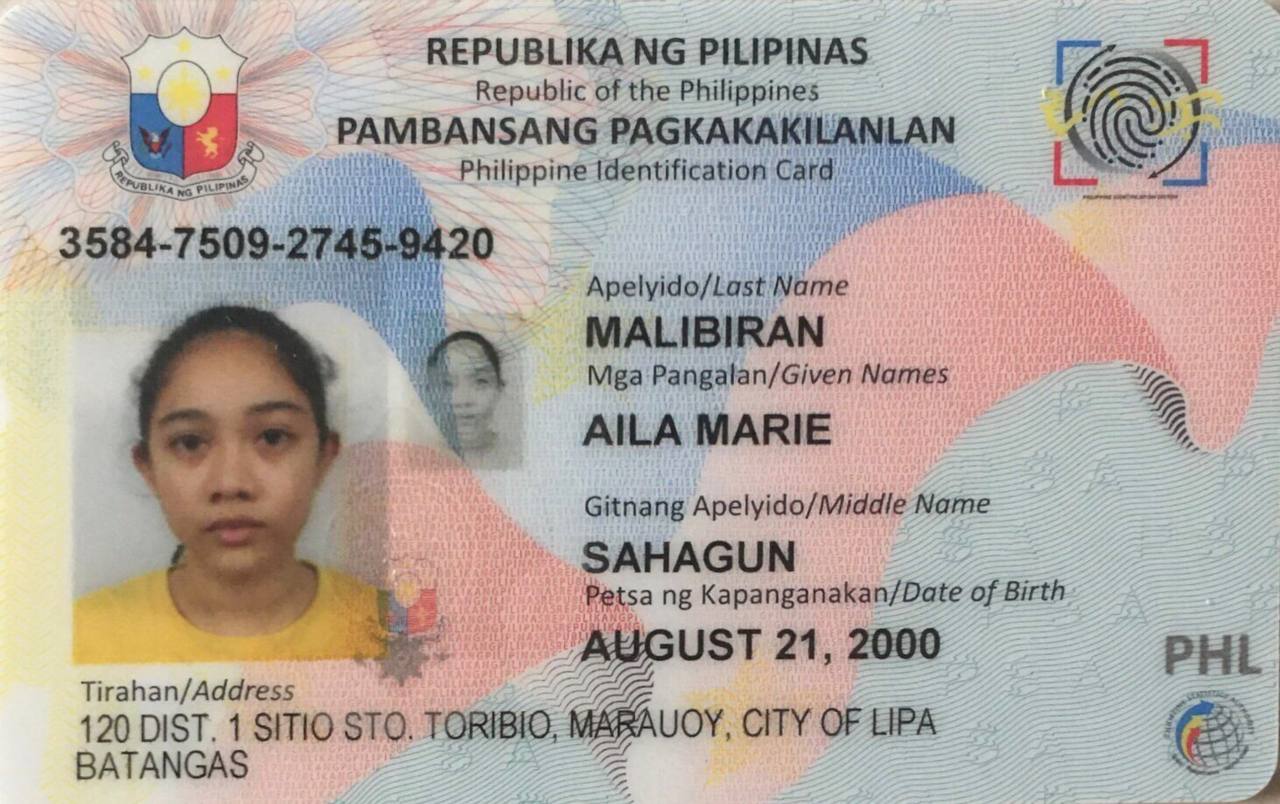 REPUBLIKA NG PILIPINAS
Republic of the Philippines
PAMBANSANG PAGKAKAKILANLAN
Philippine Identification Card
REPUBLIKA NG PILIPINAS
3584-7509-2745-9420
Apelyido/Last Name
MALIBIRAN
Mga Pangalan/Given Names
AILA MARIE
Gitnang Apelyido/Middle Name
SAHAGUN
Petsa ng Kapanganakan/Date of Birth
AUGUST 21, 2000
PHL
Tirahan/Address
120 DIST. 1 SITIO STO. TORIBIO, MARAUOY, CITY OF LIPA
BATANGAS